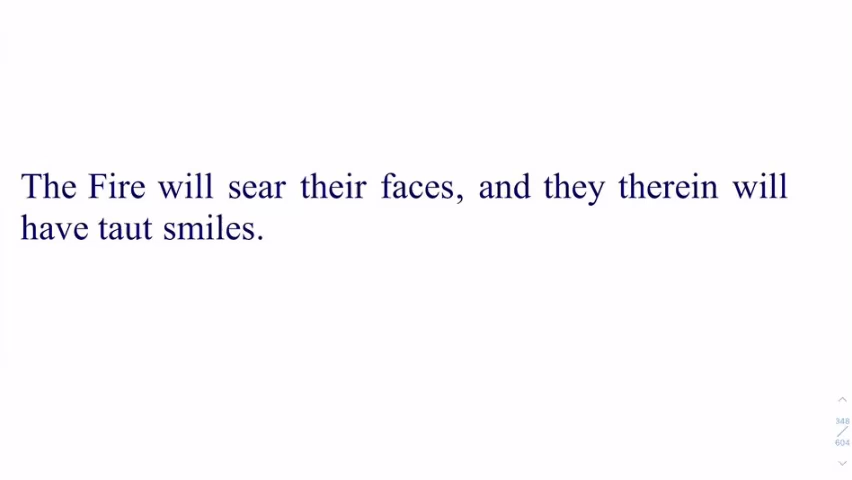 The Fire will sear their faces, and they therein will
have taut smiles.
348
604